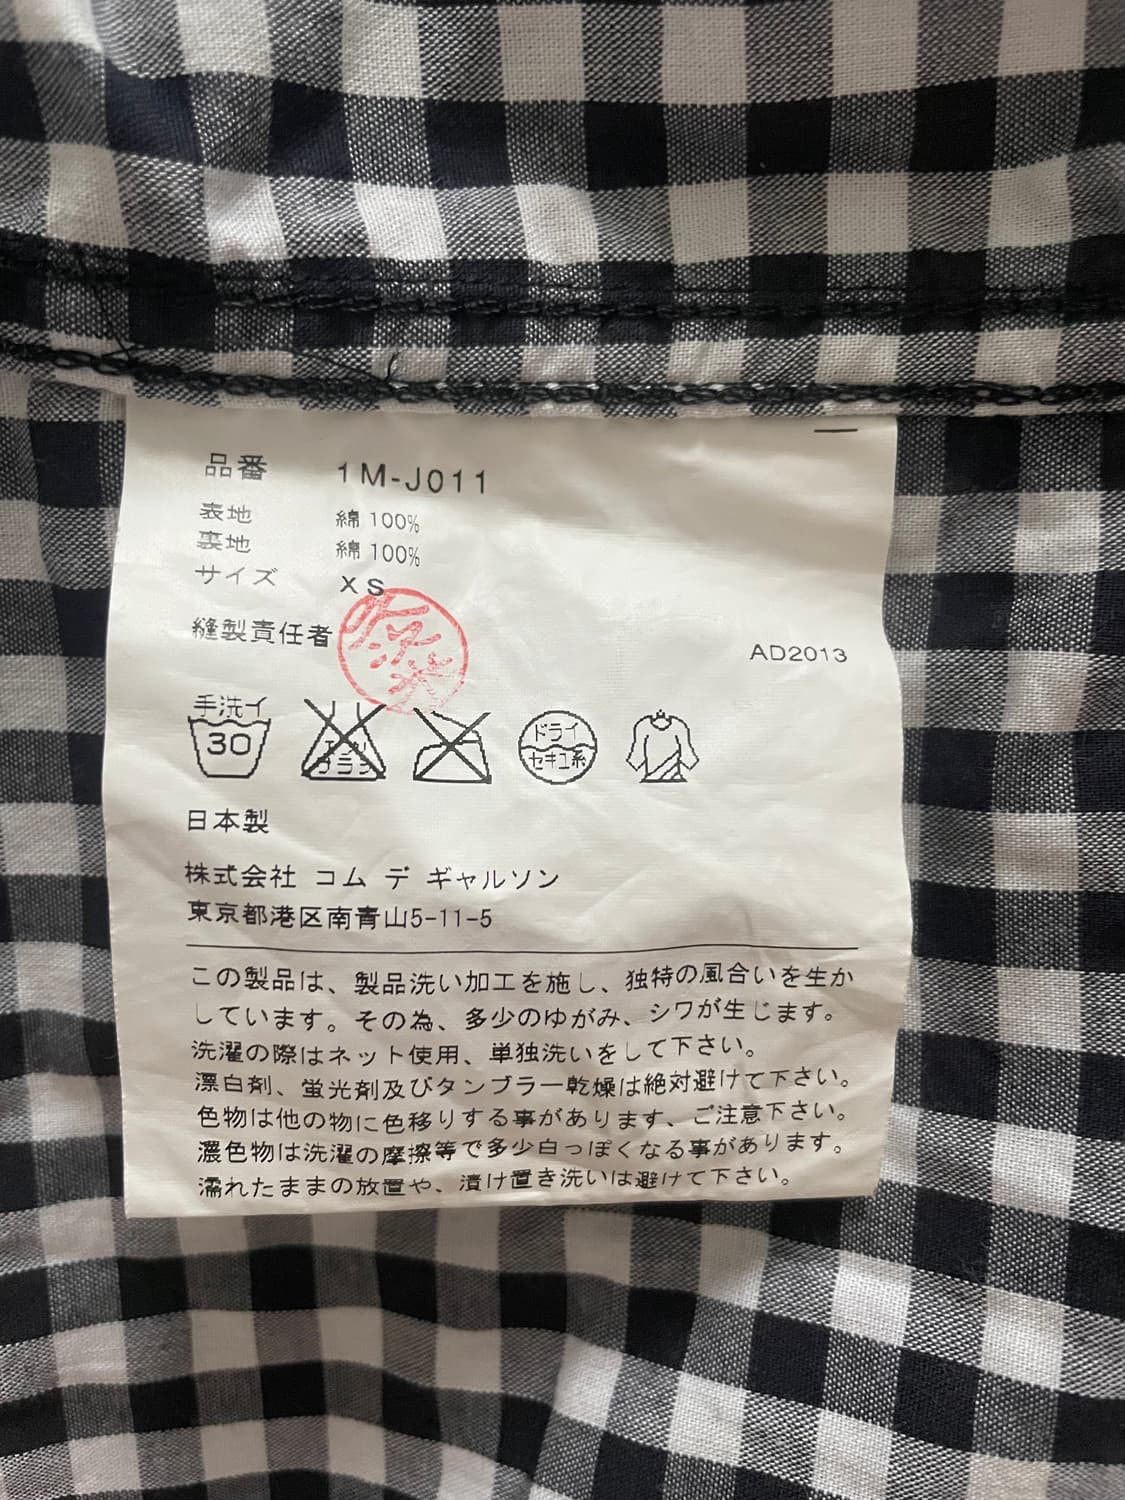 品番 1M-J011
表地 綿 100%
裏地 綿 100%
サイズ XS
縫製責任者
AD2013
手洗イ
30
ドライ
セキユ系
日本製
株式会社 コム デ ギャルソン
東京都港区南青山5-11-5
この製品は、製品洗い加工を施し、独特の風合いを生か
しています。その為、多少のゆがみ、シワが生じます。
洗濯の際はネット使用、単独洗いをして下さい。
漂白剤、蛍光剤及びタンブラー乾燥は絶対避けて下さい。
色物は他の物に色移りする事があります、ご注意下さい。
濃色物は洗濯の摩擦等で多少白っぽくなる事があります。
濡れたままの放置や、漬け置き洗いは避けて下さい。